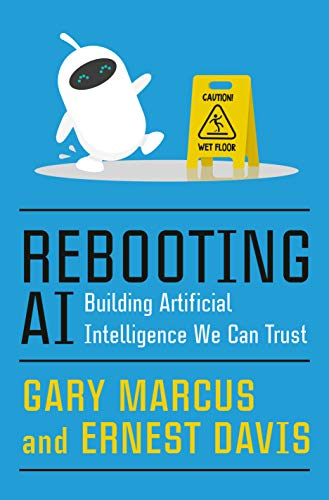 CAUTION!
WET FLOOR
REBOOTING
AI
Building Artificial
Intelligence We Can Trust
GARY MARCUS
and ERNEST DAVIS